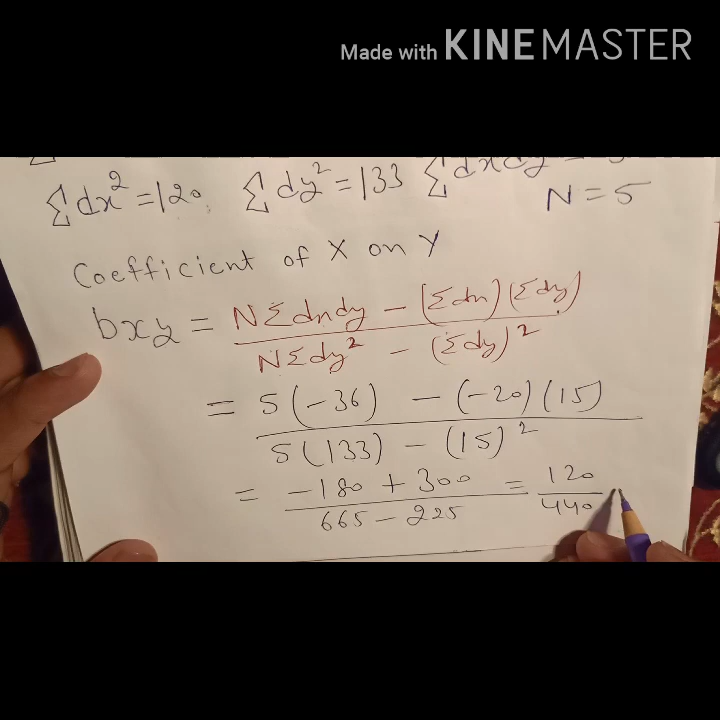 Made with KINEMASTER
Σdx² = 120, Σdy² = 133 Σdxdy
N = 5
Coefficient of X on Y
bxy = NΣdxdy - (Σdx)(Σdy)
NΣdy² - (Σdy)²
= 5(-36) - (-20)(15)
5(133) - (15)²
= -180 + 300 = 120
665 - 225 440